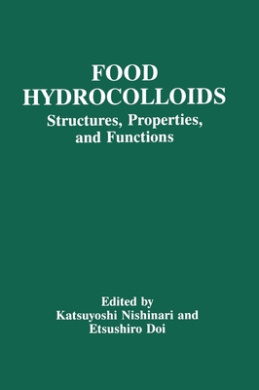 FOOD
HYDROCOLLOIDS
Structures, Properties,
and Functions
Edited by
Katsuyoshi Nishinari and
Etsushiro Doi